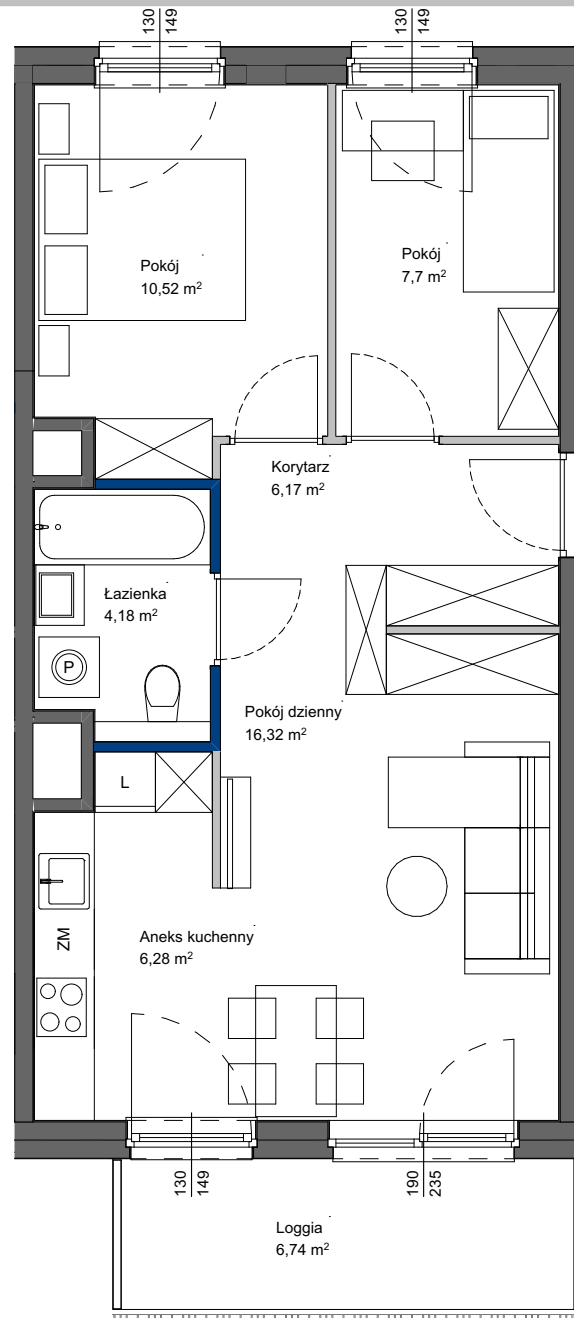 130
149
130
149
Pokój
10,52 m²
Pokój
7,7 m²
Korytarz
6,17 m²
Łazienka
4,18 m²
P
Pokój dzienny
16,32 m²
L
Aneks kuchenny
6,28 m²
ZM
130
149
190
235
Loggia
6,74 m²